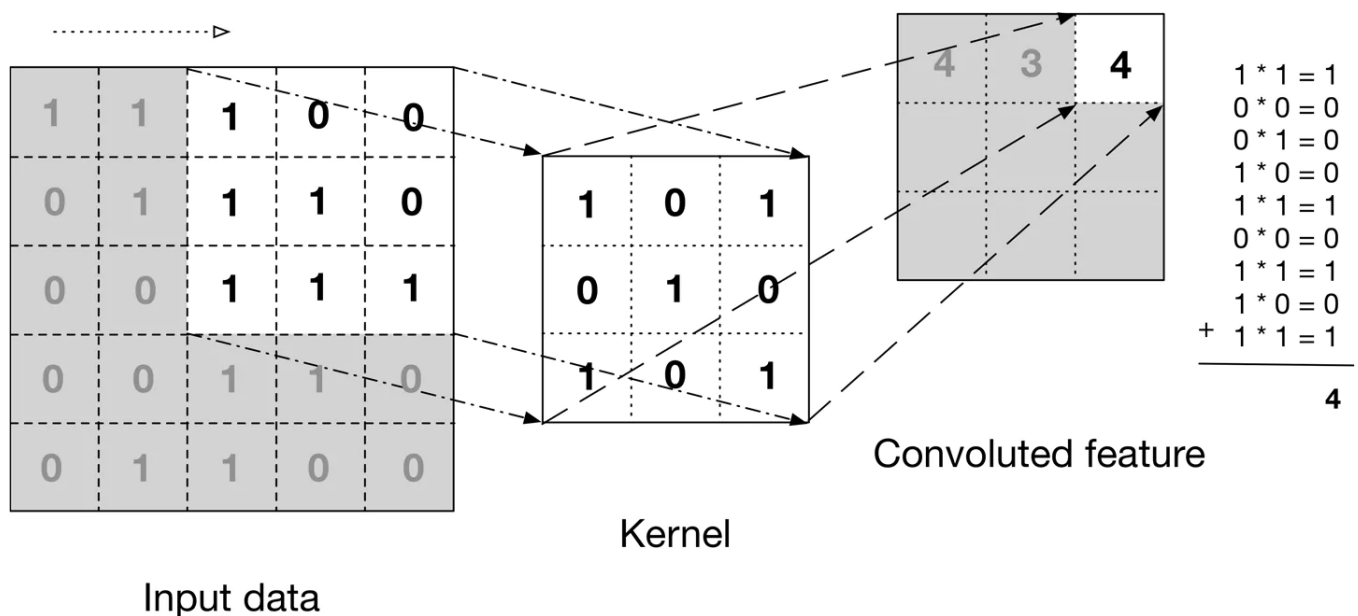 1 1 1 0 0
0 1 1 1 0
0 0 1 1 1
0 0 1 1 0
0 1 1 0 0
Input data
1 0 1
0 1 0
1 0 1
Kernel
4 3 4
Convoluted feature
1 * 1 = 1
0 * 0 = 0
0 * 1 = 0
1 * 0 = 0
1 * 1 = 1
0 * 0 = 0
1 * 1 = 1
1 * 0 = 0
+ 1 * 1 = 1
4